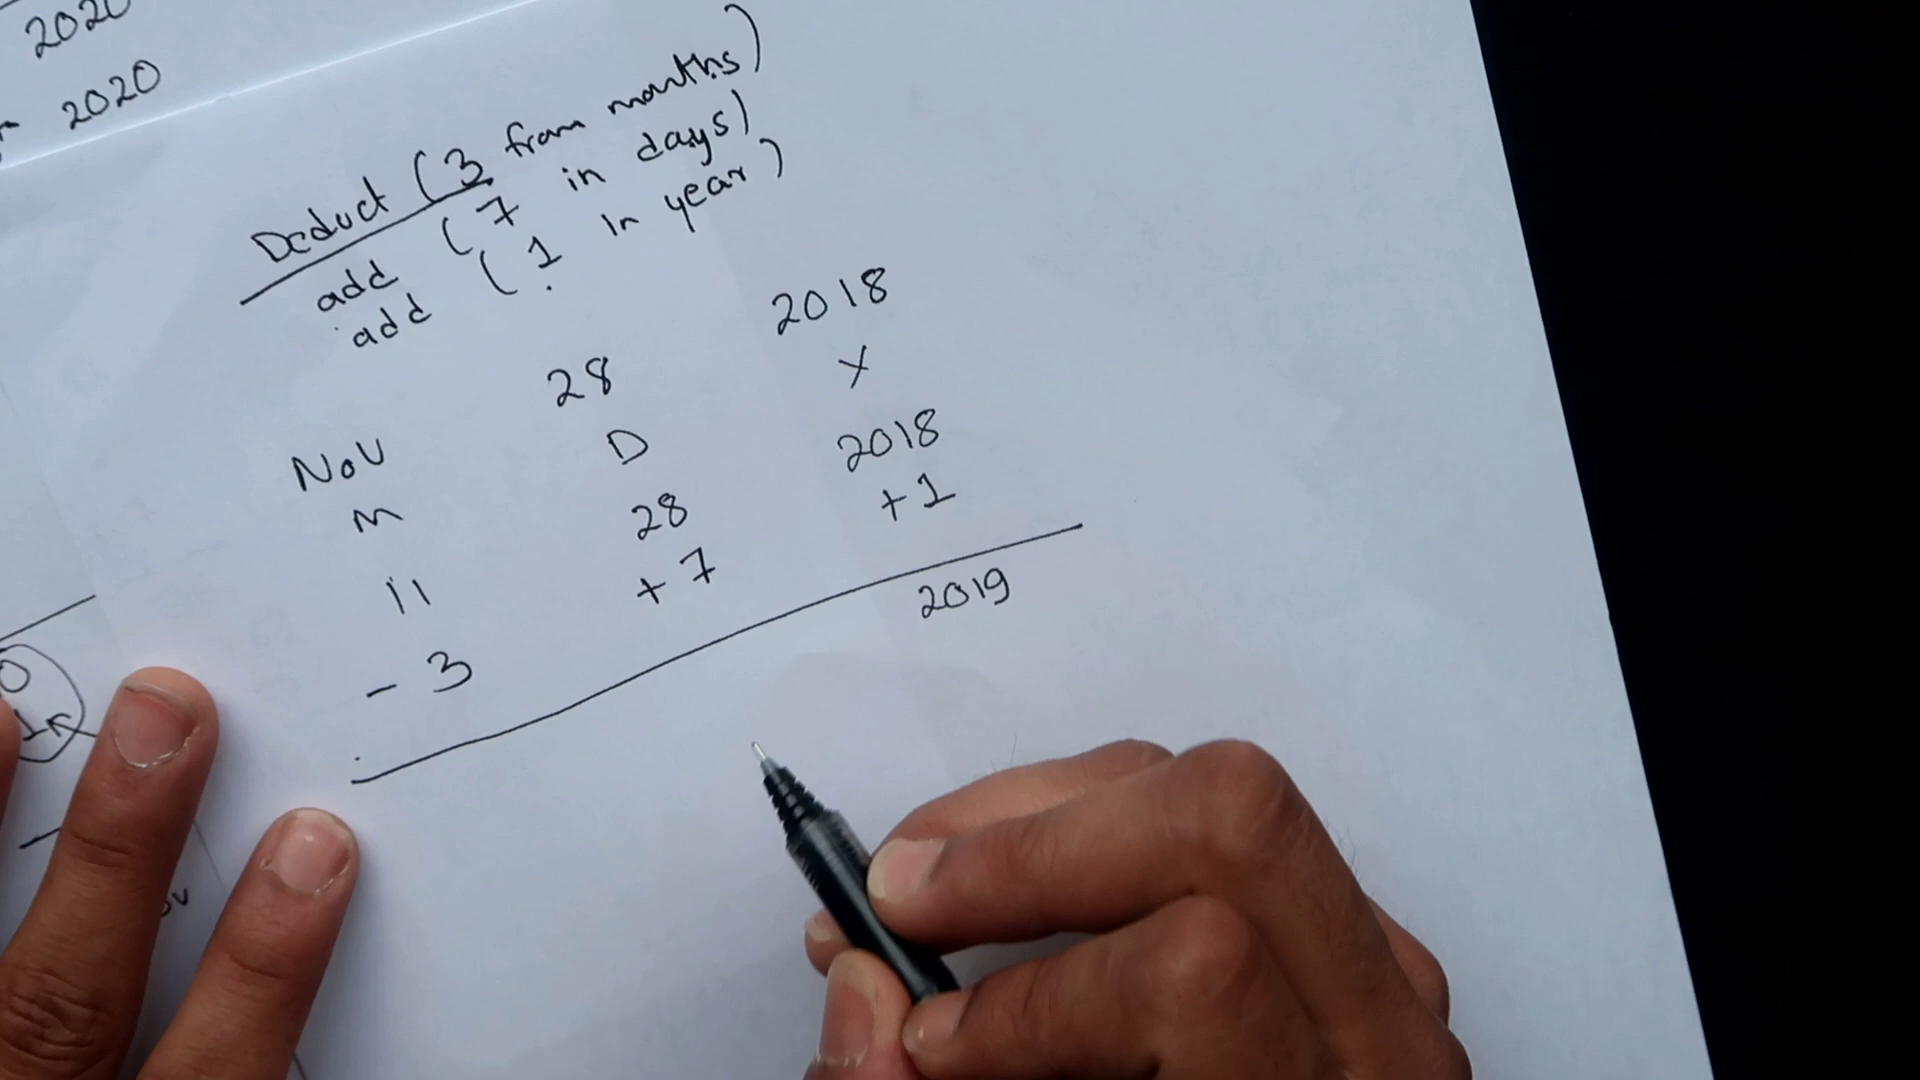 2020
2020
Deduct (3 from months)
add (7 in days)
add (1 In year)
Nov 28 2018
M D Y
11 28 2018
- 3 + 7 + 1
2019